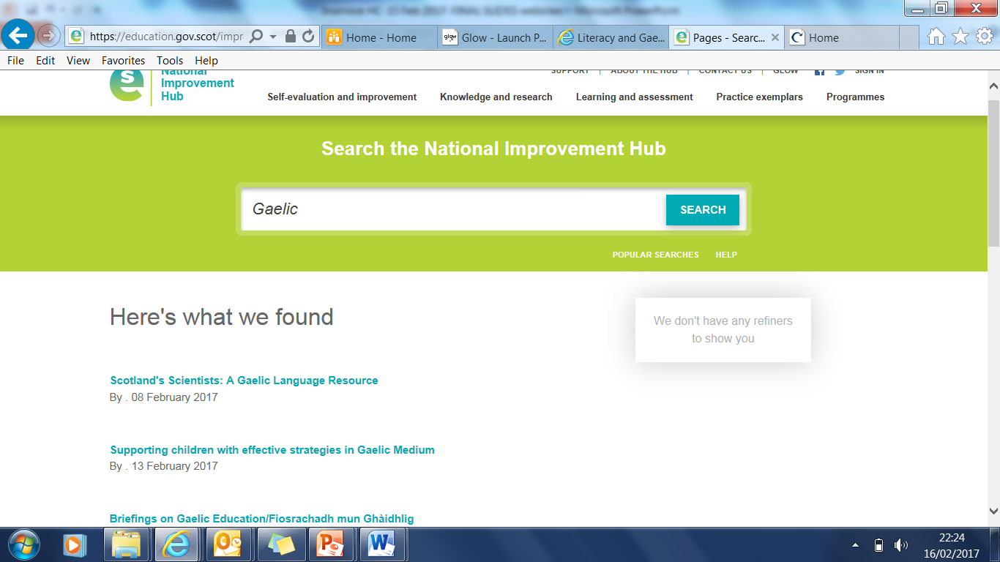 https://education.gov.scot/impr
Home - Home
Glow - Launch P...
Literacy and Gae...
Pages - Searc...
Home
File Edit View Favorites Tools Help
National
Improvement
Hub
SUPPORT ABOUT THE HUB CONTACT US GLOW SIGN IN
Self-evaluation and improvement Knowledge and research Learning and assessment Practice exemplars Programmes
Search the National Improvement Hub
Gaelic
SEARCH
POPULAR SEARCHES HELP
Here's what we found
We don't have any refiners
to show you
Scotland's Scientists: A Gaelic Language Resource
By . 08 February 2017
Supporting children with effective strategies in Gaelic Medium
By . 13 February 2017
Briefings on Gaelic Education/Fiosrachadh mun Ghàidhlig
22:24
16/02/2017